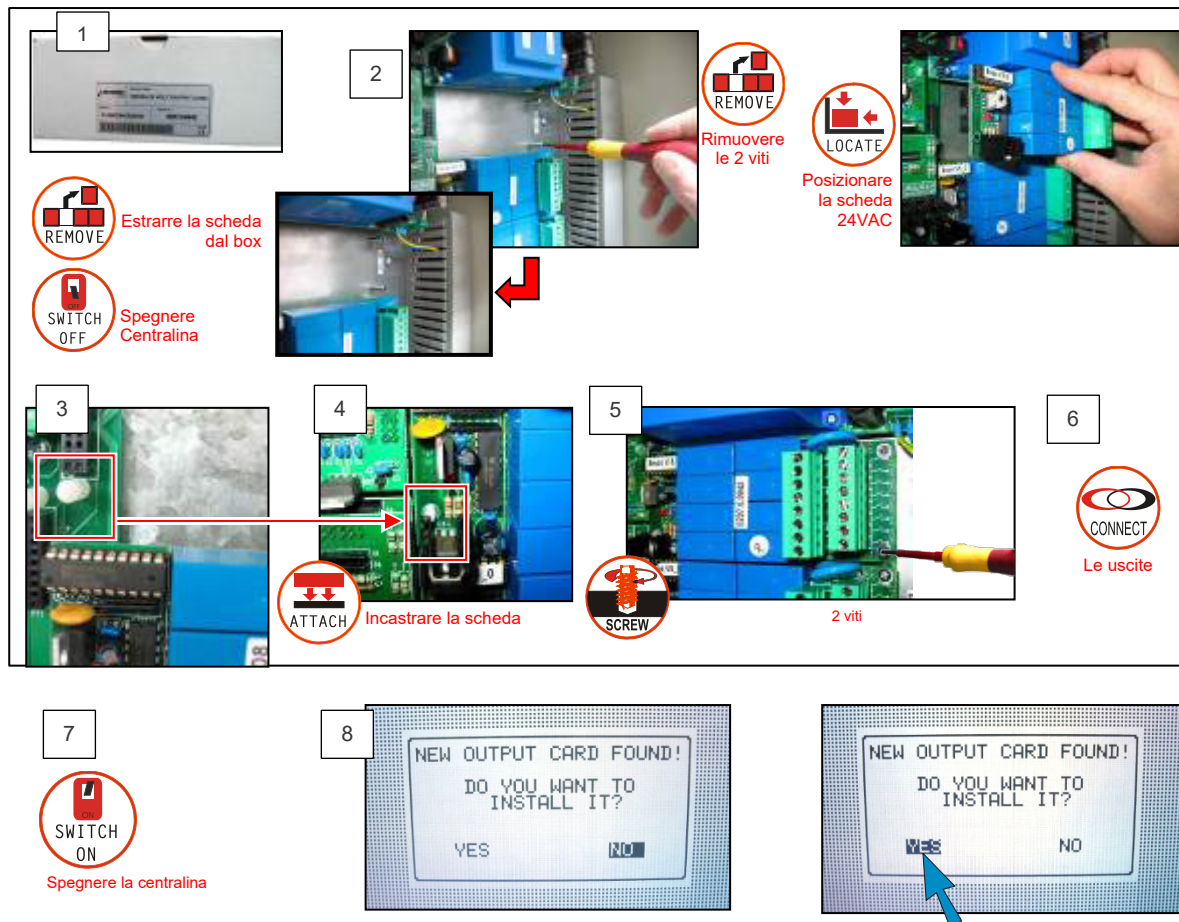 1
REMOVE
Estrarre la scheda
dal box
OFF
SWITCH
OFF
Spegnere
Centralina
2
REMOVE
Rimuovere
le 2 viti
LOCATE
Posizionare
la scheda
24VAC
3
4
ATTACH
Incastrare la scheda
5
SCREW
2 viti
6
CONNECT
Le uscite
7
ON
SWITCH
ON
Spegnere la centralina
8
NEW OUTPUT CARD FOUND!
DO YOU WANT TO
INSTALL IT?
YES NO
NEW OUTPUT CARD FOUND!
DO YOU WANT TO
INSTALL IT?
YES NO